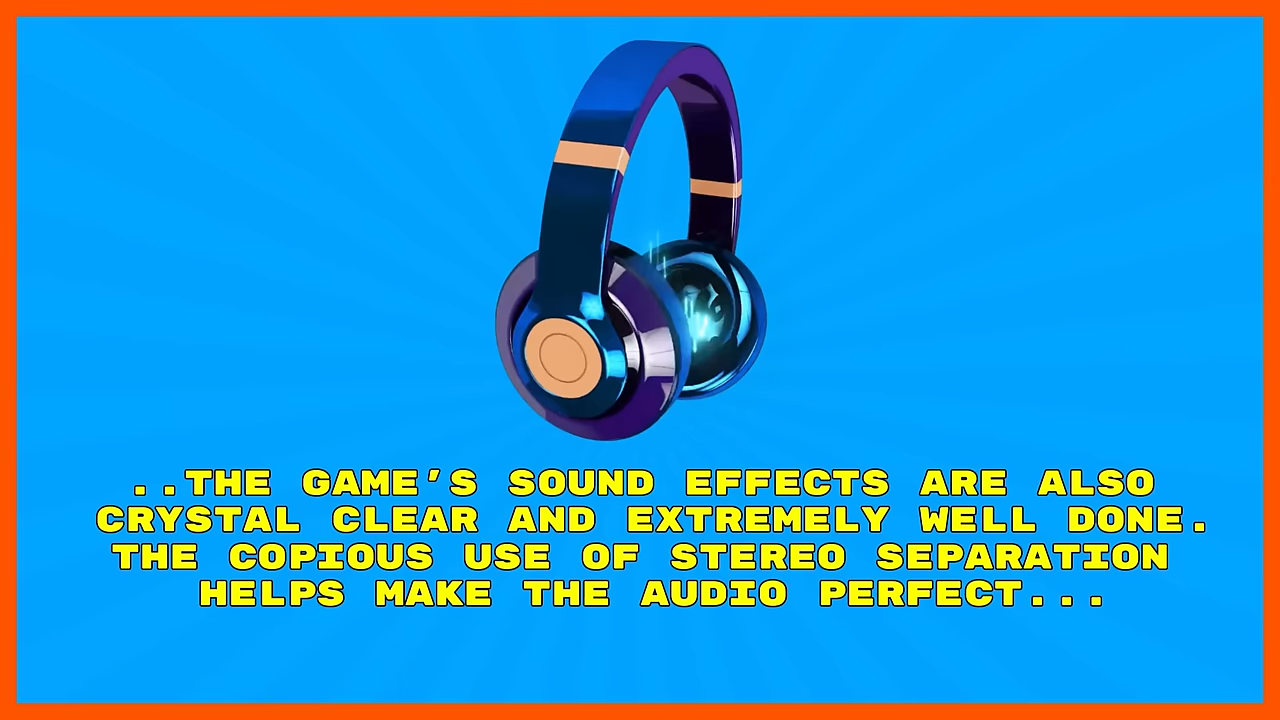 ..THE GAME'S SOUND EFFECTS ARE ALSO
CRYSTAL CLEAR AND EXTREMELY WELL DONE.
THE COPIOUS USE OF STEREO SEPARATION
HELPS MAKE THE AUDIO PERFECT...